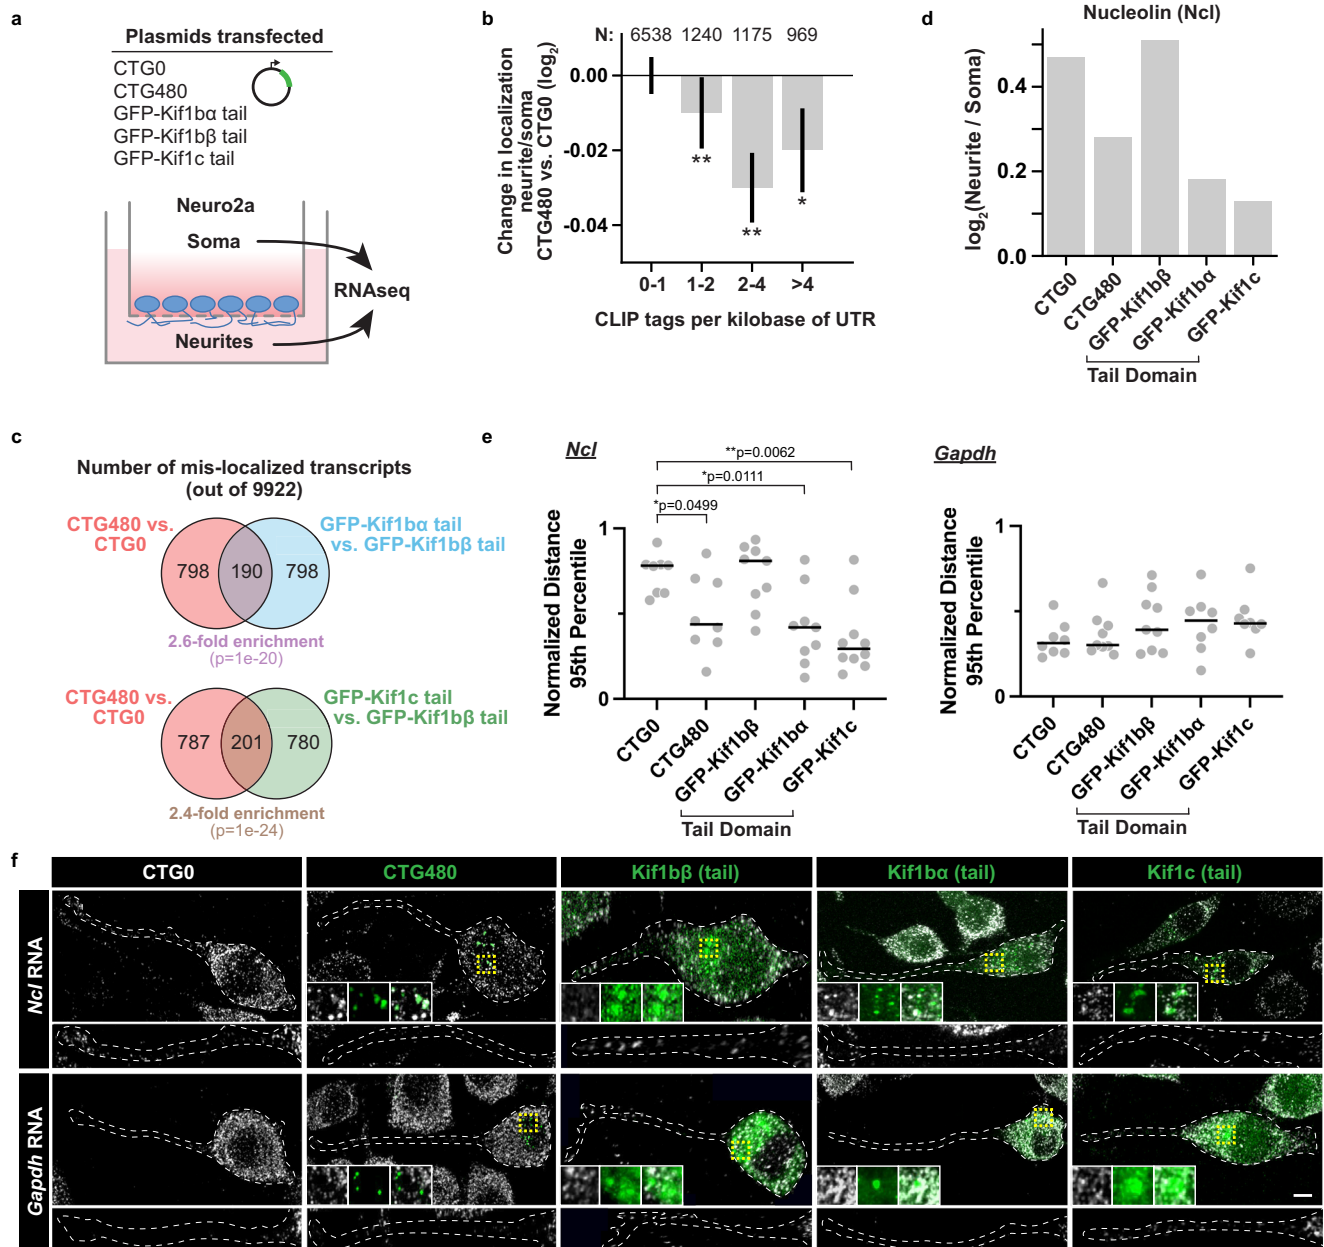 a
Plasmids transfected
CTG0
CTG480
GFP-Kif1bα tail
GFP-Kif1bβ tail
GFP-Kif1c tail
Neuro2a
Soma
RNAseq
Neurites
b
N: 6538 1240 1175 969
Change in localization
neurite/soma
CTG480 vs. CTG0 (log2)
0.00
-0.02
-0.04
**
**
*
0-1 1-2 2-4 >4
CLIP tags per kilobase of UTR
d
Nucleolin (Ncl)
log2(Neurite / Soma)
0.4
0.2
0.0
CTG0
CTG480
GFP-Kif1bβ
GFP-Kif1bα
GFP-Kif1c
Tail Domain
c
Number of mis-localized transcripts
(out of 9922)
CTG480 vs.
CTG0
GFP-Kif1bα tail
vs. GFP-Kif1bβ tail
798 190 798
2.6-fold enrichment
(p=1e-20)
CTG480 vs.
CTG0
GFP-Kif1c tail
vs. GFP-Kif1bβ tail
787 201 780
2.4-fold enrichment
(p=1e-24)
e
Ncl
**p=0.0062
*p=0.0111
*p=0.0499
Normalized Distance
95th Percentile
1
0
CTG0
CTG480
GFP-Kif1bβ
GFP-Kif1bα
GFP-Kif1c
Tail Domain
Gapdh
Normalized Distance
95th Percentile
1
0
CTG0
CTG480
GFP-Kif1bβ
GFP-Kif1bα
GFP-Kif1c
Tail Domain
f
CTG0
CTG480
Kif1bβ (tail)
Kif1bα (tail)
Kif1c (tail)
Ncl RNA
Gapdh RNA